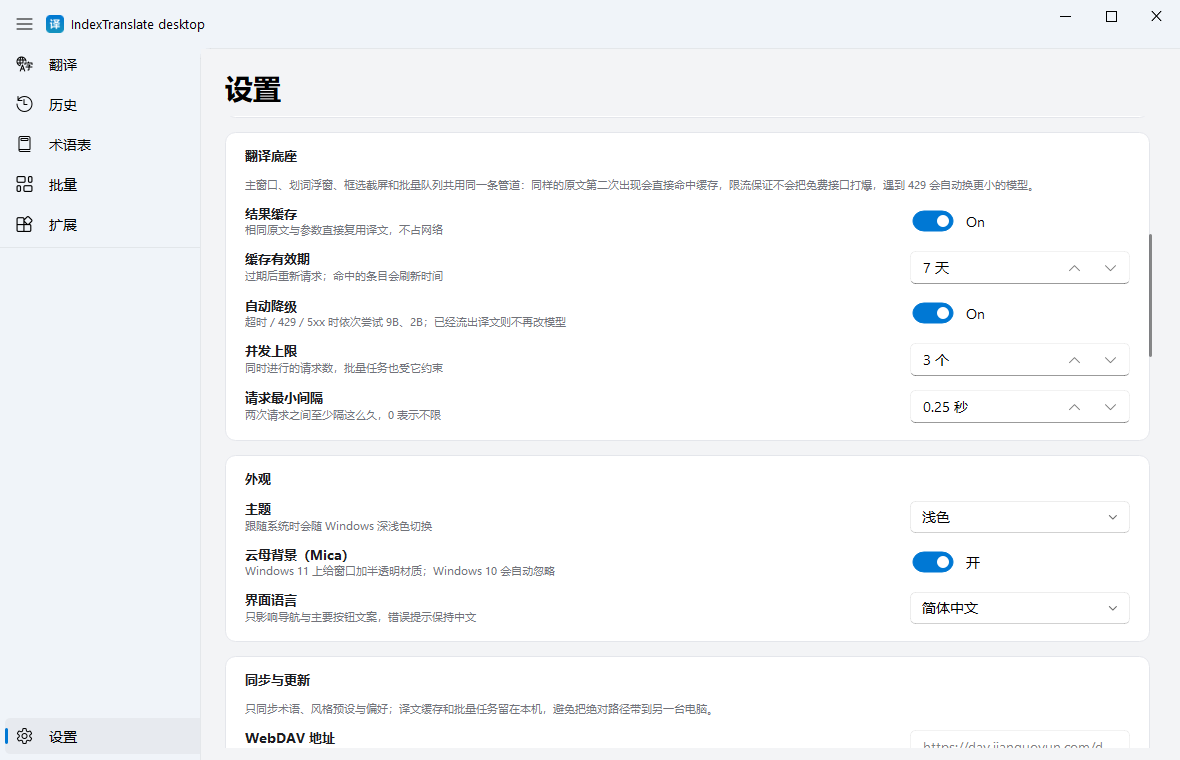 译 IndexTranslate desktop
翻译
历史
术语表
批量
扩展
设置
设置
翻译底座
主窗口、划词浮窗、框选截屏和批量队列共用同一条管道：同样的原文第二次出现会直接命中缓存，限流保证不会把免费接口打爆，遇到 429 会自动换更小的模型。
结果缓存
相同原文与参数直接复用译文，不占网络
On
缓存有效期
过期后重新请求；命中的条目会刷新时间
7 天
自动降级
超时 / 429 / 5xx 时依次尝试 9B、2B；已经流出译文则不再改模型
On
并发上限
同时进行的请求数，批量任务也受它约束
3 个
请求最小间隔
两次请求之间至少隔这么久，0 表示不限
0.25 秒
外观
主题
跟随系统时会随 Windows 深浅色切换
浅色
云母背景（Mica）
Windows 11 上给窗口加半透明材质；Windows 10 会自动忽略
开
界面语言
只影响导航与主要按钮文案，错误提示保持中文
简体中文
同步与更新
只同步术语、风格预设与偏好；译文缓存和批量任务留在本机，避免把绝对路径带到另一台电脑。
WebDAV 地址
https://dav.jianguoyun.com/d